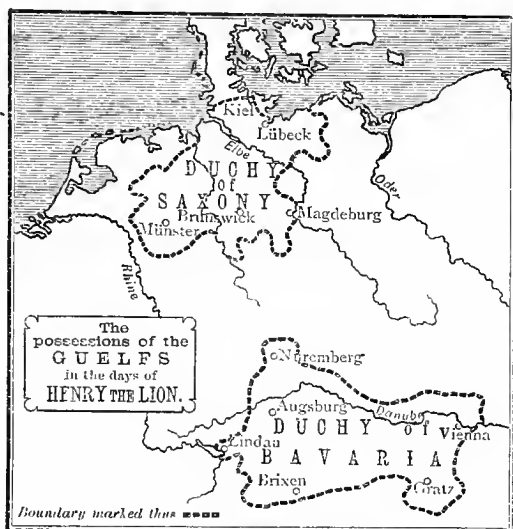 Kiel
Lübeck
Elbe
DUCHY
of
SAXONY
Brunswick
Münster
Magdeburg
Oder
Rhine
The
possessions of the
GUELFS
in the days of
HENRY THE LION.
Nüremberg
Augsburg
Danube
DUCHY of
Vienna
Lindau
BAVARIA
Brixen
Gratz
Boundary marked thus